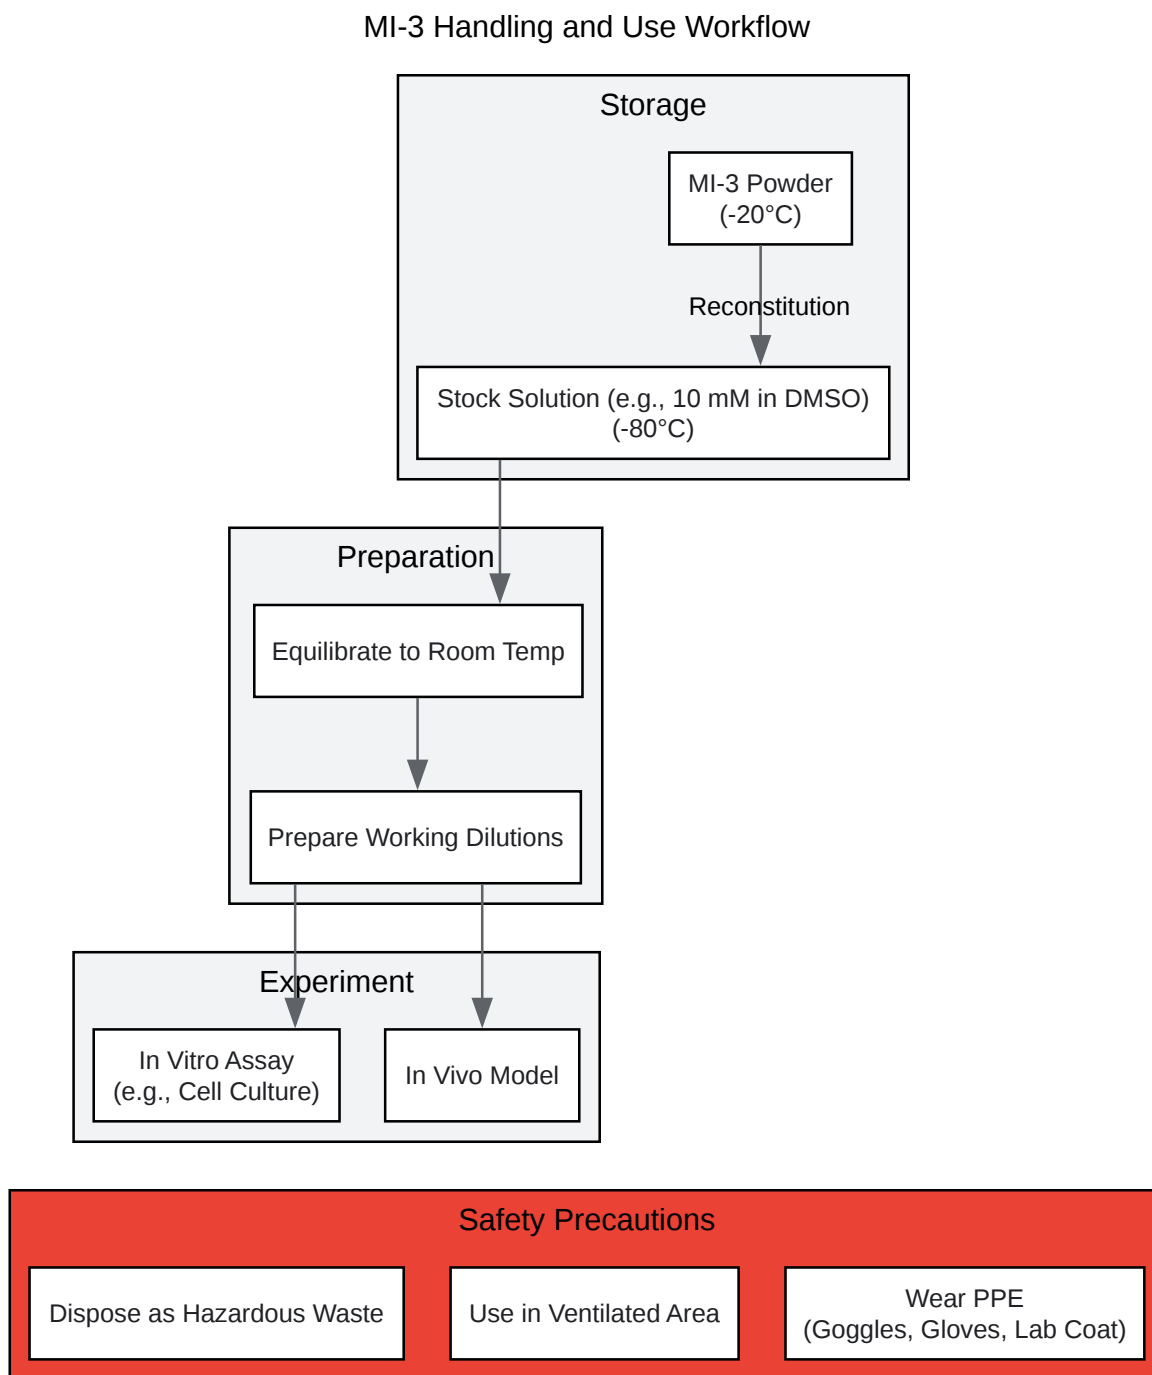 MI-3 Handling and Use Workflow
Storage
MI-3 Powder
(-20°C)
Reconstitution
Stock Solution (e.g., 10 mM in DMSO)
(-80°C)
Preparation
Equilibrate to Room Temp
Prepare Working Dilutions
Experiment
In Vitro Assay
(e.g., Cell Culture)
In Vivo Model
Safety Precautions
Dispose as Hazardous Waste
Use in Ventilated Area
Wear PPE
(Goggles, Gloves, Lab Coat)